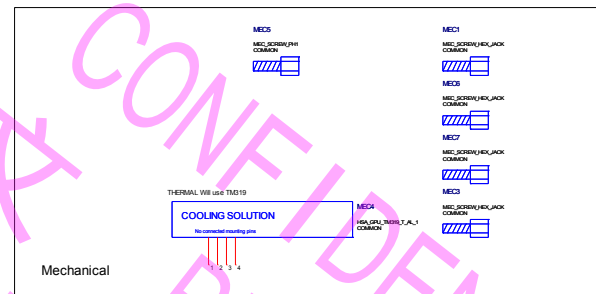 MEC5
MEC_SCREW_PH1
COMMON
MEC1
MEC_SCREW_HEX_JACK
COMMON
MEC6
MEC_SCREW_HEX_JACK
COMMON
MEC7
MEC_SCREW_HEX_JACK
COMMON
MEC3
MEC_SCREW_HEX_JACK
COMMON
THERMAL Will use TM319
COOLING SOLUTION
No connected mounting pins
MEC4
HSA_GPU_TM319_T_AL_1
COMMON
1 2 3 4
Mechanical